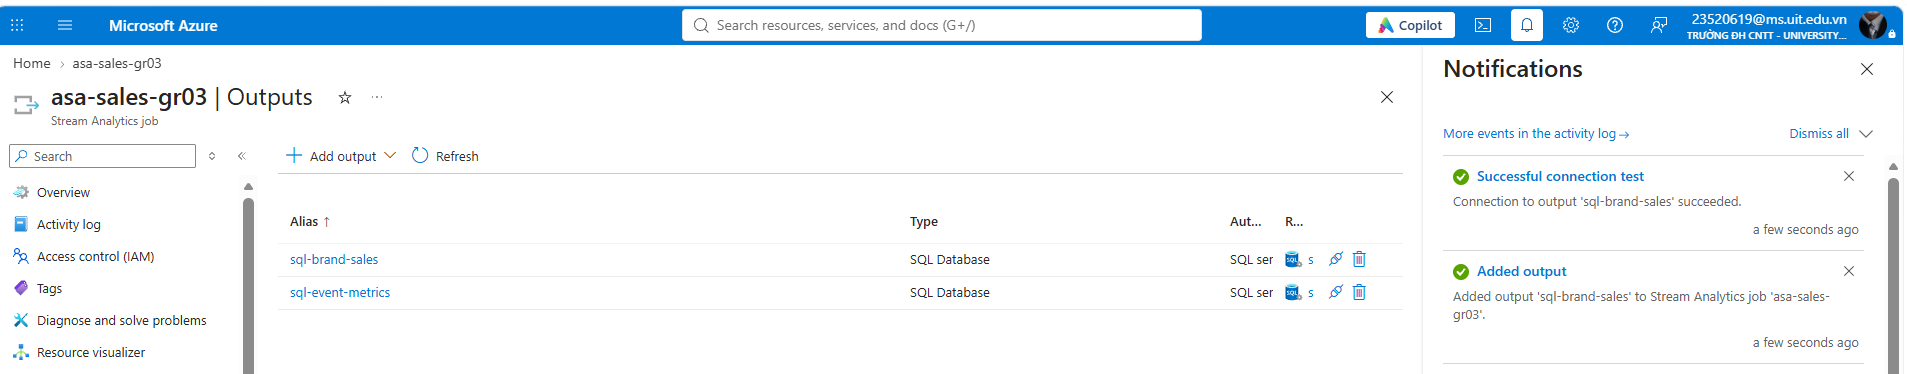 Microsoft Azure
Search resources, services, and docs (G+/)
Copilot
23520619@ms.uit.edu.vn
TRƯỜNG ĐH CNTT - UNIVERSITY...
Home > asa-sales-gr03
asa-sales-gr03 | Outputs
Stream Analytics job
Search
Overview
Activity log
Access control (IAM)
Tags
Diagnose and solve problems
Resource visualizer
Add output
Refresh
Alias ↑ Type Aut... R...
sql-brand-sales SQL Database SQL ser SQL s
sql-event-metrics SQL Database SQL ser SQL s
Notifications
More events in the activity log →
Dismiss all
Successful connection test
Connection to output 'sql-brand-sales' succeeded.
a few seconds ago
Added output
Added output 'sql-brand-sales' to Stream Analytics job 'asa-sales-
gr03'.
a few seconds ago